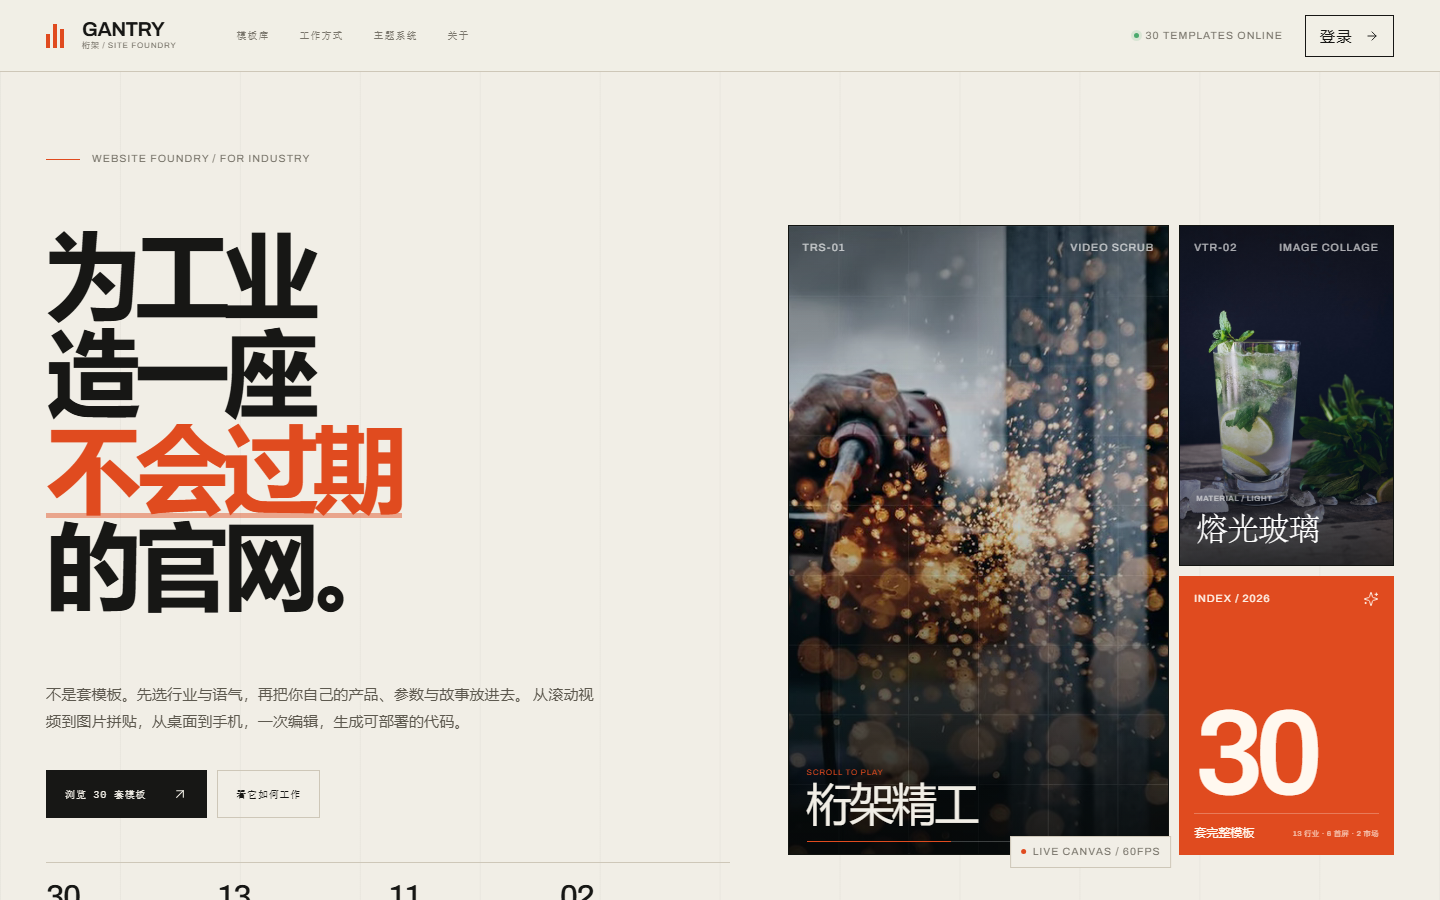 GANTRY
桁架 / SITE FOUNDRY
模板库
工作方式
主题系统
关于
30 TEMPLATES ONLINE
登录
WEBSITE FOUNDRY / FOR INDUSTRY
为工业
造一座
不会过期
的官网。
不是套模板。先选行业与语气，再把你自己的产品、参数与故事放进去。 从滚动视
频到图片拼贴，从桌面到手机，一次编辑，生成可部署的代码。
浏览 30 套模板
看它如何工作
30
13
11
02
TRS-01
VIDEO SCRUB
SCROLL TO PLAY
桁架精工
LIVE CANVAS / 60FPS
VTR-02
IMAGE COLLAGE
MATERIAL / LIGHT
熔光玻璃
INDEX / 2026
30
套完整模板
13 行业 · 8 首屏 · 2 市场